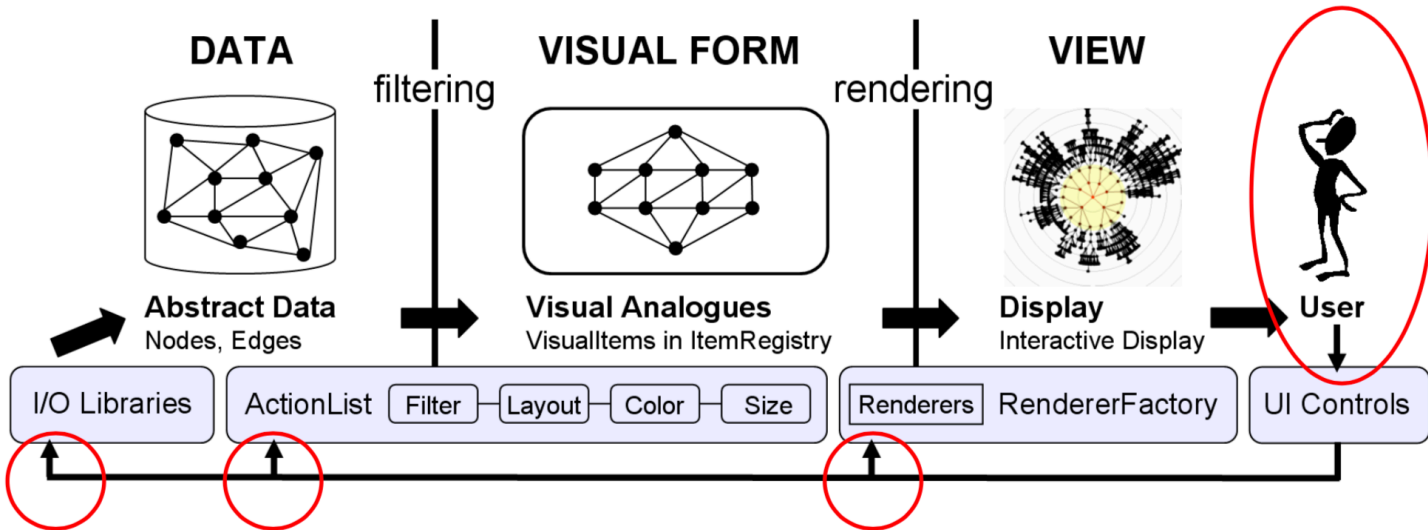 DATA
VISUAL FORM
VIEW
filtering
rendering
Abstract Data
Nodes, Edges
Visual Analogues
VisualItems in ItemRegistry
Display
Interactive Display
User
I/O Libraries
ActionList
Filter
Layout
Color
Size
Renderers
RendererFactory
UI Controls